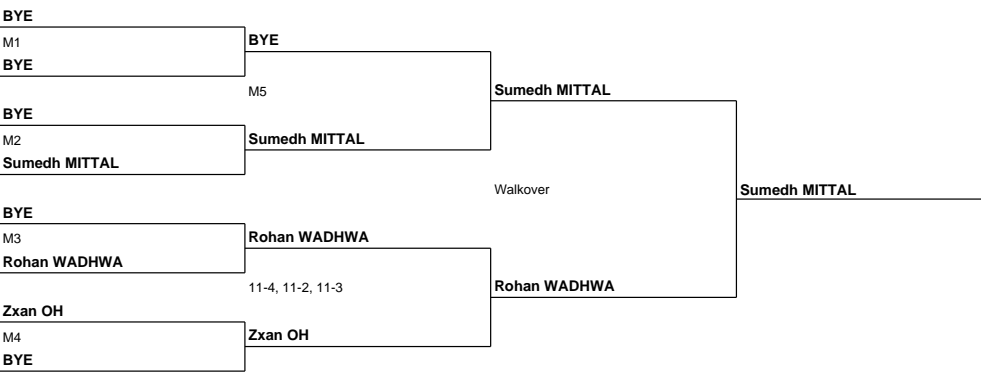 BYE
M1
BYE
BYE
M5
Sumedh MITTAL
BYE
M2
Sumedh MITTAL
Sumedh MITTAL
Walkover
Sumedh MITTAL
BYE
M3
Rohan WADHWA
Rohan WADHWA
11-4, 11-2, 11-3
Rohan WADHWA
Zxan OH
M4
Zxan OH
BYE